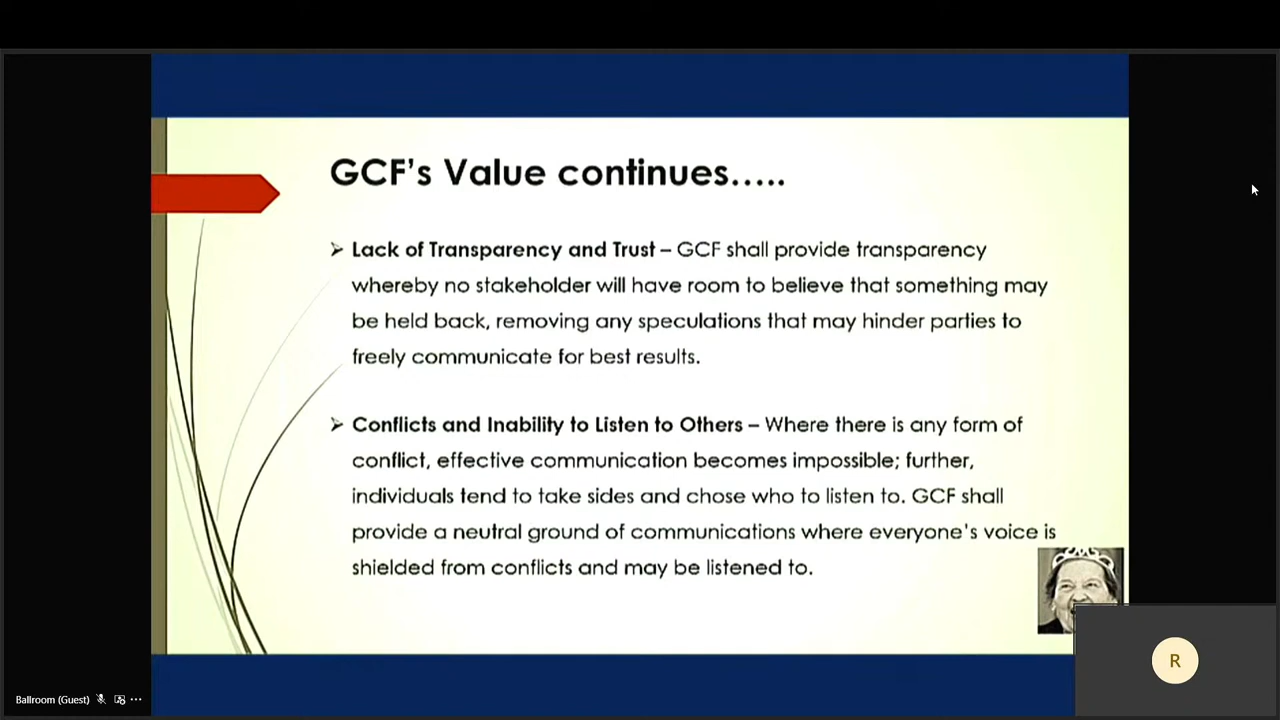 GCF's Value continues.....
➢ Lack of Transparency and Trust – GCF shall provide transparency
whereby no stakeholder will have room to believe that something may
be held back, removing any speculations that may hinder parties to
freely communicate for best results.
➢ Conflicts and Inability to Listen to Others – Where there is any form of
conflict, effective communication becomes impossible; further,
individuals tend to take sides and chose who to listen to. GCF shall
provide a neutral ground of communications where everyone's voice is
shielded from conflicts and may be listened to.
R
Ballroom (Guest)